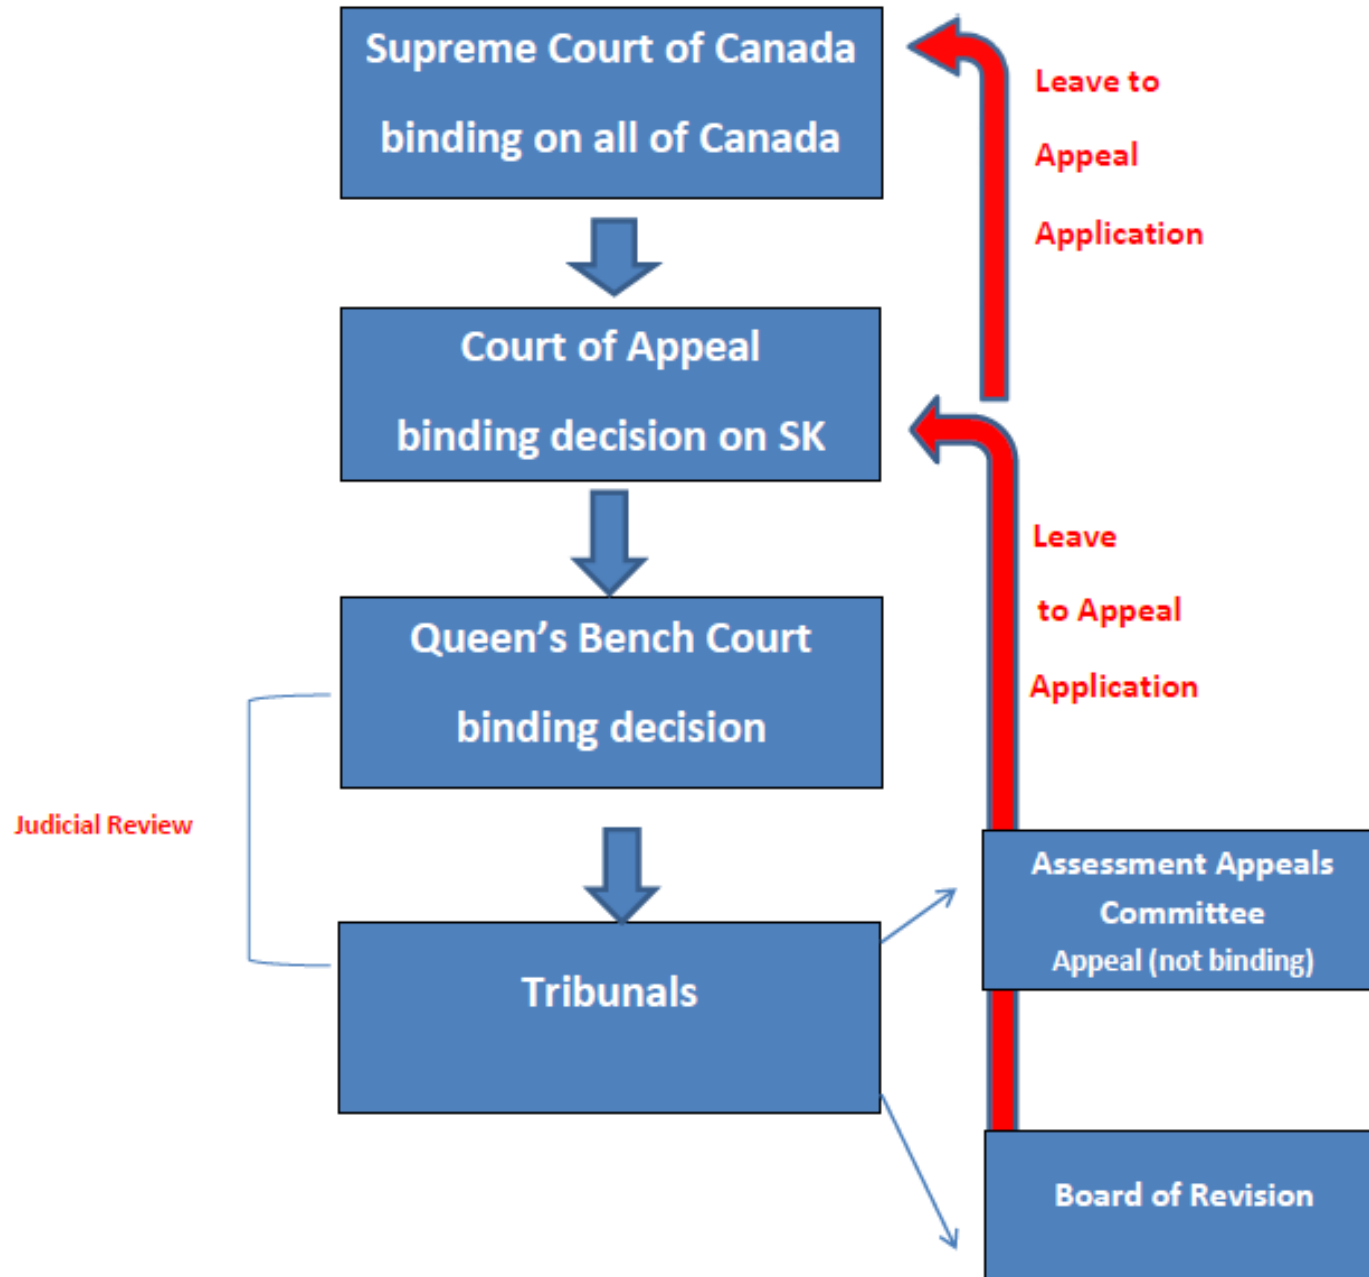 Supreme Court of Canada
binding on all of Canada
Leave to
Appeal
Application
Court of Appeal
binding decision on SK
Leave
to Appeal
Application
Queen’s Bench Court
binding decision
Judicial Review
Tribunals
Assessment Appeals
Committee
Appeal (not binding)
Board of Revision